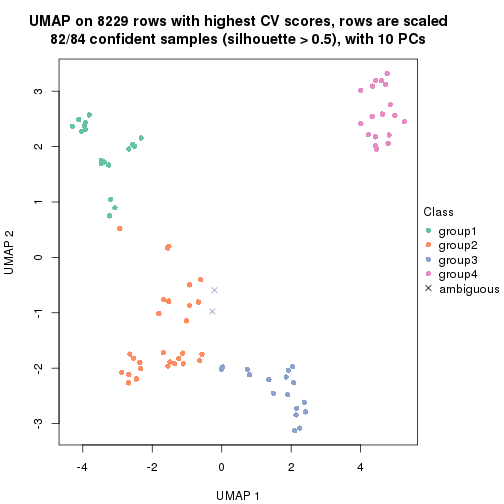 UMAP on 8229 rows with highest CV scores, rows are scaled
82/84 confident samples (silhouette > 0.5), with 10 PCs
3
2
1
0
-1
-2
-3
UMAP 2
-4
-2
0
2
4
UMAP 1
Class
group1
group2
group3
group4
ambiguous